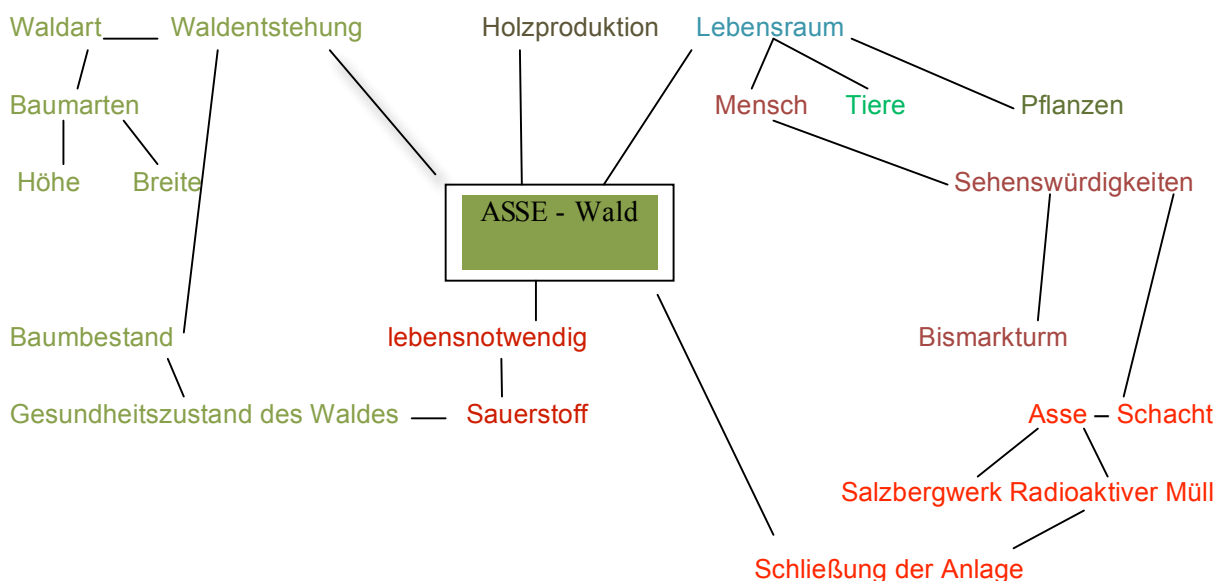 Waldart Waldentstehung Holzproduktion Lebensraum
Baumarten Mensch Tiere Pflanzen
Höhe Breite Sehenswürdigkeiten
ASSE - Wald
Baumbestand lebensnotwendig Bismarkturm
Gesundheitszustand des Waldes Sauerstoff Asse Schacht
Salzbergwerk Radioaktiver Müll
Schließung der Anlage